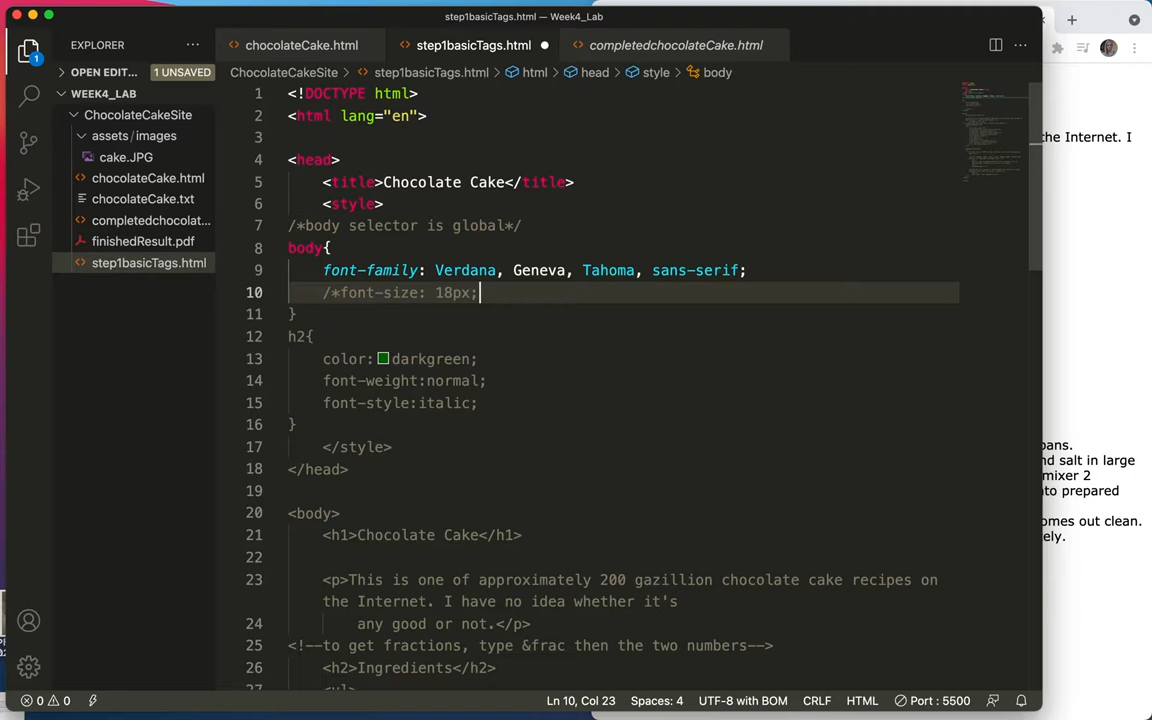 step1basicTags.html — Week4_Lab
EXPLORER
chocolateCake.html
step1basicTags.html
completedchocolateCake.html
OPEN EDIT...
1 UNSAVED
ChocolateCakeSite > step1basicTags.html > html > head > style > body
WEEK4_LAB
ChocolateCakeSite
assets/images
cake.JPG
chocolateCake.html
chocolateCake.txt
completedchocolat...
finishedResult.pdf
step1basicTags.html
1 <!DOCTYPE html>
2 <html lang="en">
3
4 <head>
5 <title>Chocolate Cake</title>
6 <style>
7 /*body selector is global*/
8 body{
9 font-family: Verdana, Geneva, Tahoma, sans-serif;
10 /*font-size: 18px;
11 }
12 h2{
13 color: darkgreen;
14 font-weight:normal;
15 font-style:italic;
16 }
17 </style>
18 </head>
19
20 <body>
21 <h1>Chocolate Cake</h1>
22
23 <p>This is one of approximately 200 gazillion chocolate cake recipes on
the Internet. I have no idea whether it's
24 any good or not.</p>
25 <!--to get fractions, type &frac then the two numbers-->
26 <h2>Ingredients</h2>
27 <ul>
the Internet. I
pans.
nd salt in large
mixer 2
to prepared
omes out clean.
ely.
1
0 0
Ln 10, Col 23
Spaces: 4
UTF-8 with BOM
CRLF
HTML
Port : 5500